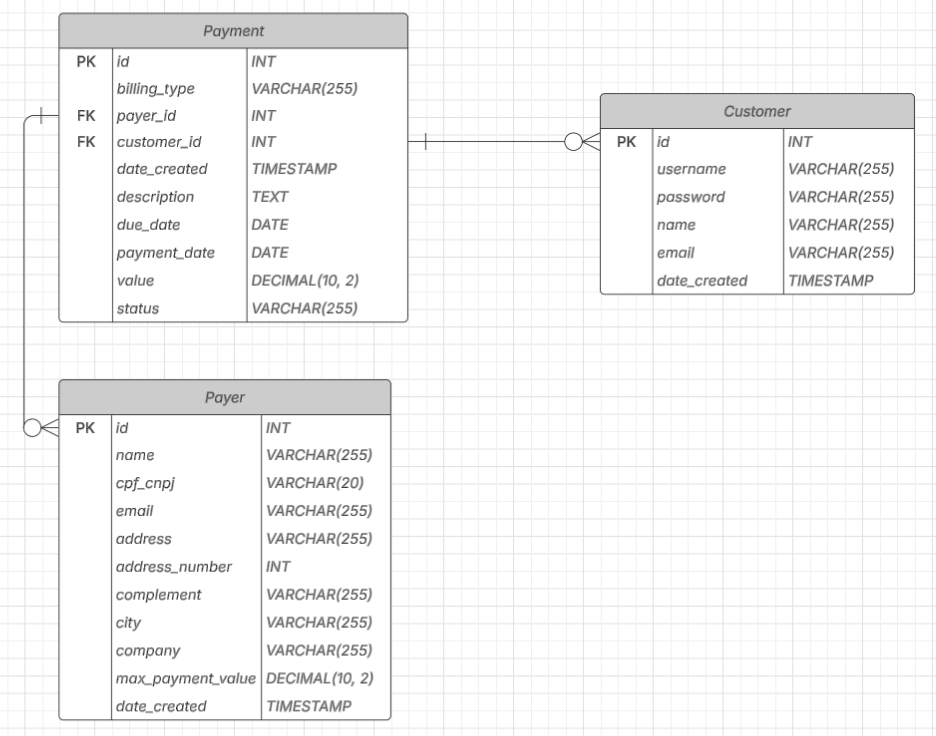 Payment
PK id INT
billing_type VARCHAR(255)
FK payer_id INT
FK customer_id INT
date_created TIMESTAMP
description TEXT
due_date DATE
payment_date DATE
value DECIMAL(10, 2)
status VARCHAR(255)
Customer
PK id INT
username VARCHAR(255)
password VARCHAR(255)
name VARCHAR(255)
email VARCHAR(255)
date_created TIMESTAMP
Payer
PK id INT
name VARCHAR(255)
cpf_cnpj VARCHAR(20)
email VARCHAR(255)
address VARCHAR(255)
address_number INT
complement VARCHAR(255)
city VARCHAR(255)
company VARCHAR(255)
max_payment_value DECIMAL(10, 2)
date_created TIMESTAMP